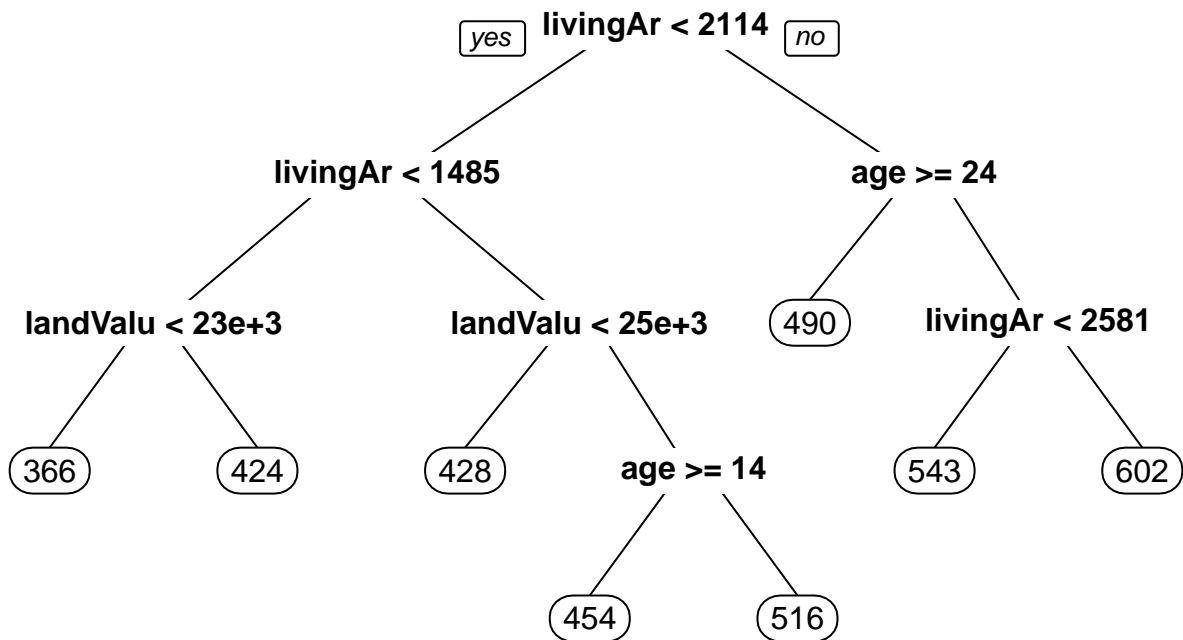 livingAr < 2114
yes
no
livingAr < 1485
age >= 24
landValu < 23e+3
landValu < 25e+3
490
livingAr < 2581
366
424
428
age >= 14
543
602
454
516